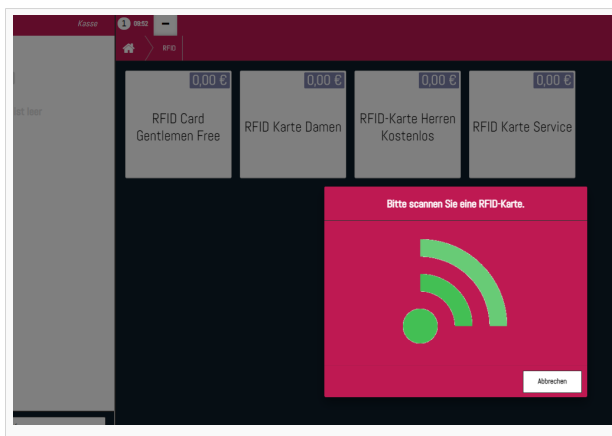 Kasse
1 08:52
RFID
ist leer
0,00 €
RFID Card
Gentlemen Free
0,00 €
RFID Karte Damen
0,00 €
RFID-Karte Herren
Kostenlos
0,00 €
RFID Karte Service
Bitte scannen Sie eine RFID-Karte.
Abbrechen